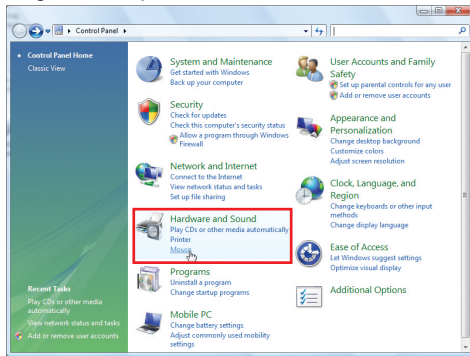 Control Panel
Control Panel Home
Classic View
System and Maintenance
Get started with Windows
Back up your computer
Security
Check for updates
Check this computer's security status
Allow a program through Windows
Firewall
Network and Internet
Connect to the Internet
View network status and tasks
Set up file sharing
Hardware and Sound
Play CDs or other media automatically
Printer
Mouse
Programs
Uninstall a program
Change startup programs
Mobile PC
Change battery settings
Adjust commonly used mobility
settings
User Accounts and Family
Safety
Set up parental controls for any user
Add or remove user accounts
Appearance and
Personalization
Change desktop background
Customize colors
Adjust screen resolution
Clock, Language, and
Region
Change keyboards or other input
methods
Change display language
Ease of Access
Let Windows suggest settings
Optimize visual display
Additional Options
Recent Tasks
Play CDs or other media
automatically
View network status and tasks
Add or remove user accounts